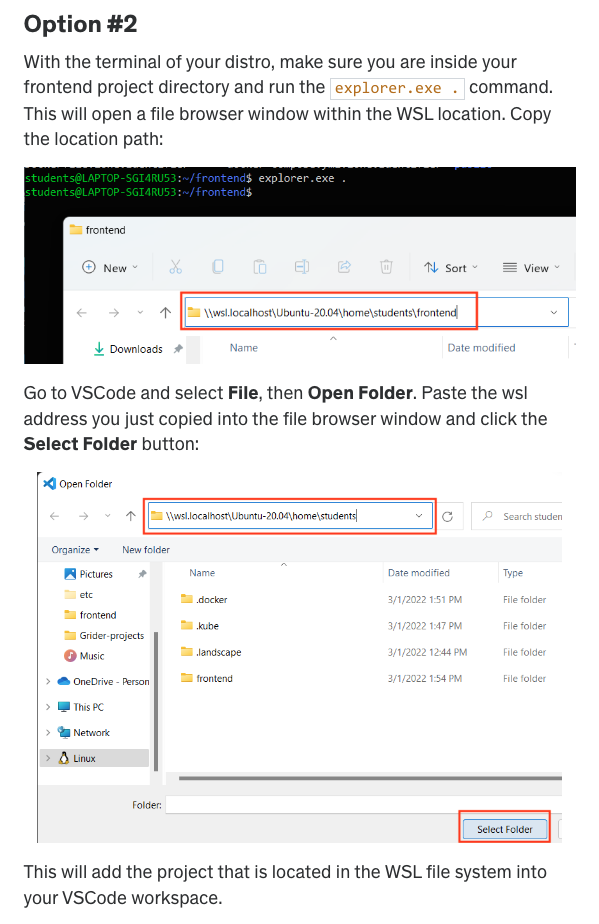 Option #2
With the terminal of your distro, make sure you are inside your
frontend project directory and run the explorer.exe . command.
This will open a file browser window within the WSL location. Copy
the location path:
students@LAPTOP-SGI4RU53:~/frontend$ explorer.exe .
students@LAPTOP-SGI4RU53:~/frontend$
frontend
New
Sort
View
\\wsl.localhost\Ubuntu-20.04\home\students\frontend
Downloads
Name
Date modified
Go to VSCode and select File, then Open Folder. Paste the wsl
address you just copied into the file browser window and click the
Select Folder button:
Open Folder
\\wsl.localhost\Ubuntu-20.04\home\students
Search studen
Organize
New folder
Name
Date modified
Type
Pictures
etc
frontend
Grider-projects
Music
OneDrive - Person
This PC
Network
Linux
.docker 3/1/2022 1:51 PM File folder
.kube 3/1/2022 1:47 PM File folder
.landscape 3/1/2022 12:44 PM File folder
frontend 3/1/2022 1:54 PM File folder
Folder:
Select Folder
This will add the project that is located in the WSL file system into
your VSCode workspace.